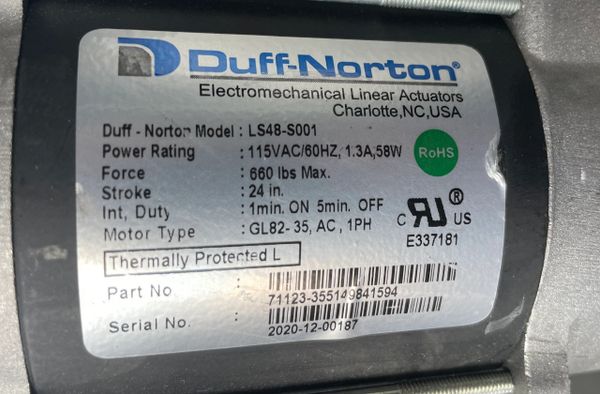 Duff-Norton®
Electromechanical Linear Actuators
Charlotte,NC,USA
Duff - Norton Model : LS48-S001
Power Rating : 115VAC/60HZ, 1.3A,58W
RoHS
Force : 660 lbs Max.
Stroke : 24 in.
Int, Duty : 1min. ON 5min. OFF
Motor Type : GL82-35, AC , 1PH
C RU ® US
E337181
Thermally Protected L
Part No : 71123-355149841594
Serial No. : 2020-12-00187